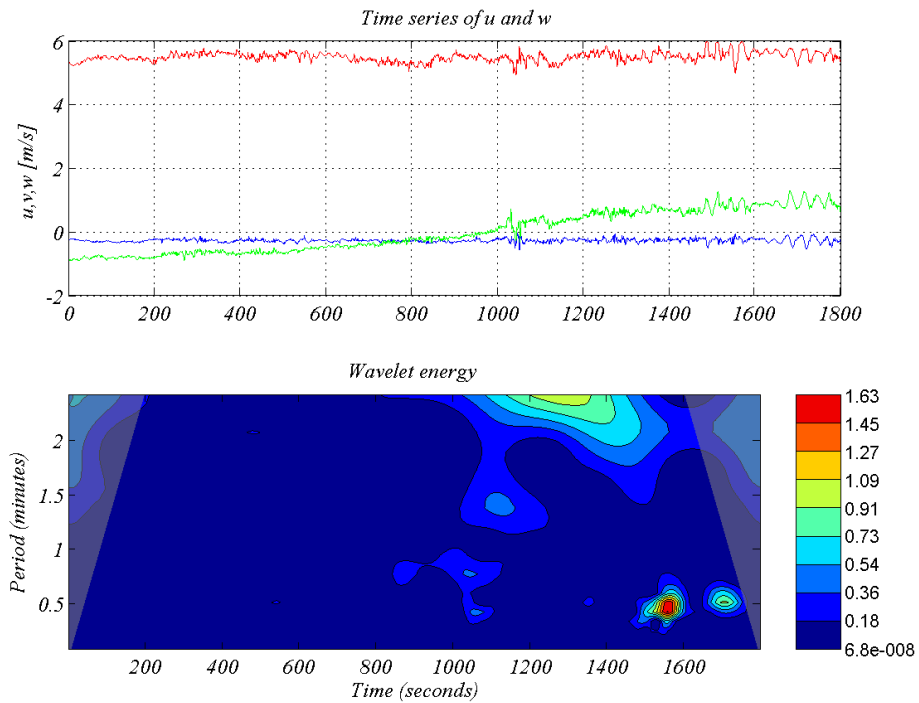 Time series of u and w
u,v,w [m/s]
6
4
2
0
-2
0 200 400 600 800 1000 1200 1400 1600 1800
Wavelet energy
Period (minutes)
2
1.5
1
0.5
200 400 600 800 1000 1200 1400 1600
Time (seconds)
1.63
1.45
1.27
1.09
0.91
0.73
0.54
0.36
0.18
6.8e-008